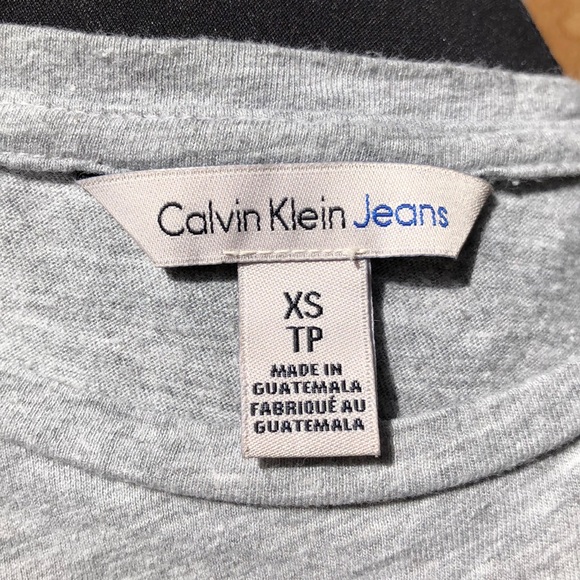 Calvin Klein Jeans
XS
TP
MADE IN
GUATEMALA
FABRIQUÉ AU
GUATEMALA